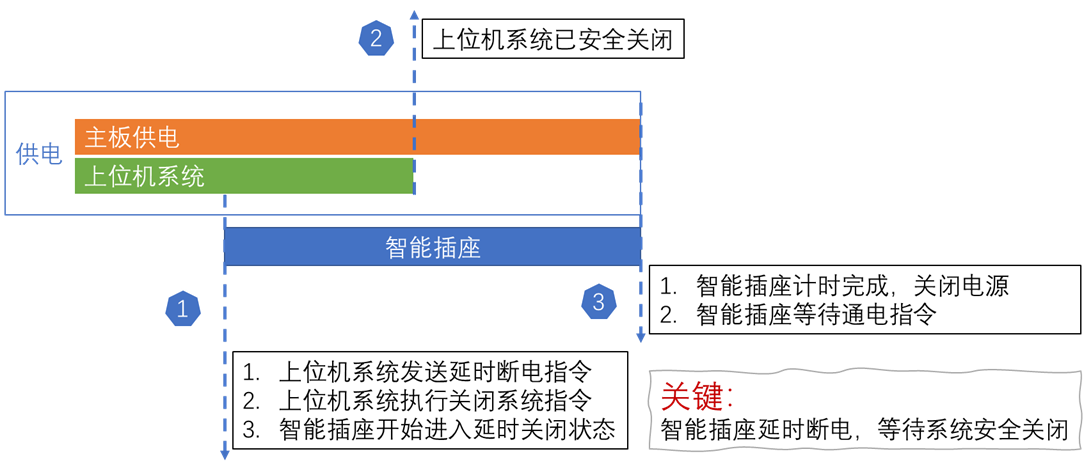 2
上位机系统已安全关闭
供电
主板供电
上位机系统
智能插座
1
3
1. 智能插座计时完成，关闭电源
2. 智能插座等待通电指令
1. 上位机系统发送延时断电指令
2. 上位机系统执行关闭系统指令
3. 智能插座开始进入延时关闭状态
关键:
智能插座延时断电，等待系统安全关闭